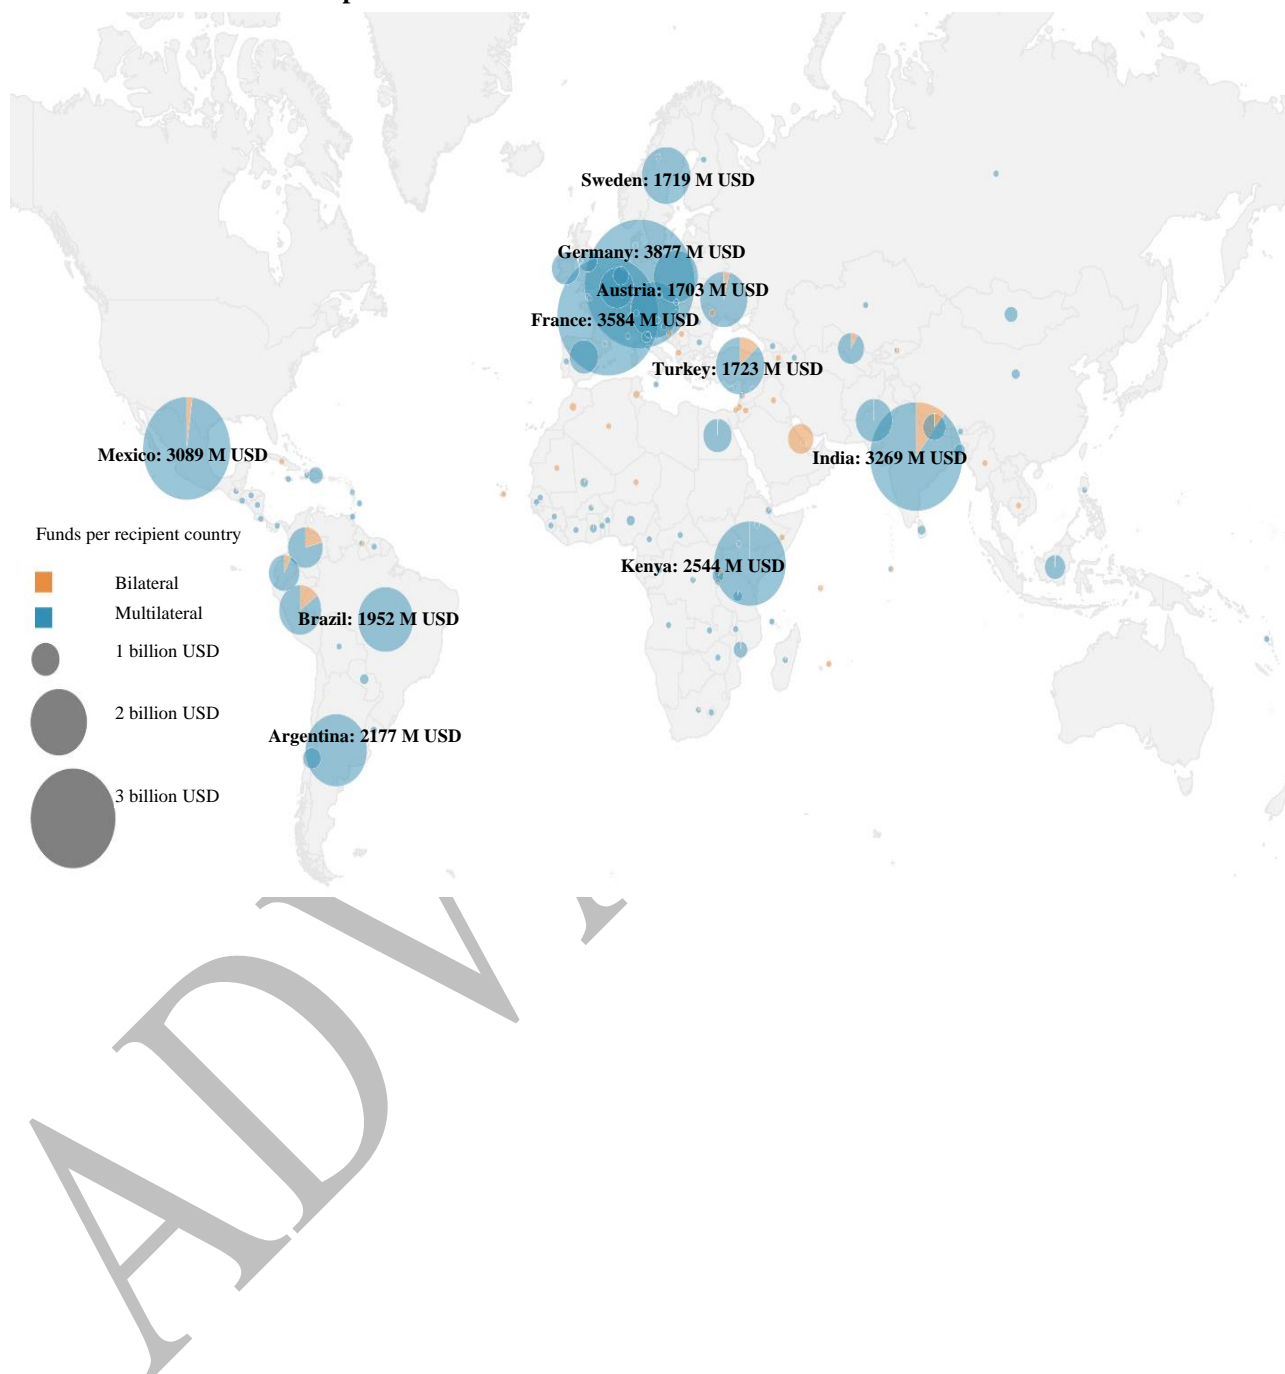 Sweden: 1719 M USD
Germany: 3877 M USD
Austria: 1703 M USD
France: 3584 M USD
Turkey: 1723 M USD
Mexico: 3089 M USD
India: 3269 M USD
Funds per recipient country
Bilateral
Multilateral
Kenya: 2544 M USD
Brazil: 1952 M USD
1 billion USD
2 billion USD
Argentina: 2177 M USD
3 billion USD
ADV